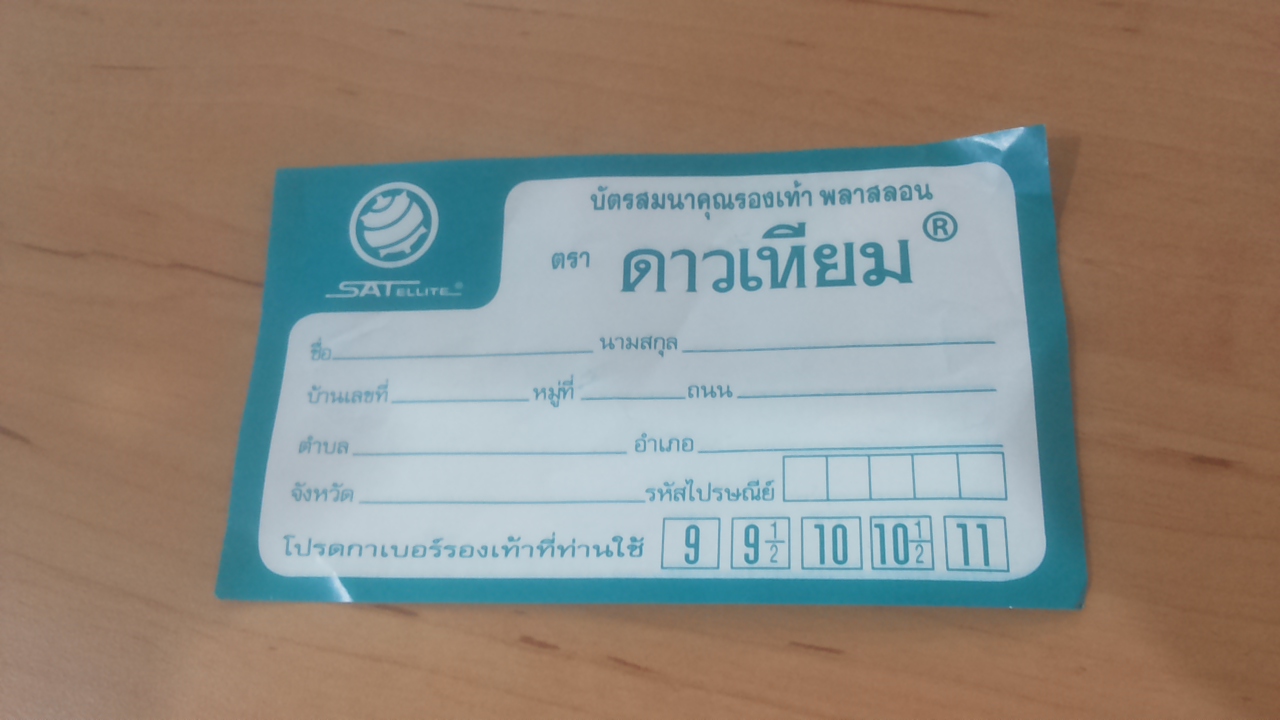 SATELLITE®
บัตรสมนาคุณรองเท้า พลาสลอน
ตรา ดาวเทียม®
ชื่อ นามสกุล
บ้านเลขที่ หมู่ที่ ถนน
ตำบล อำเภอ
จังหวัด รหัสไปรษณีย์
โปรดกาเบอร์รองเท้าที่ท่านใช้ 9 9 1/2 10 10 1/2 11